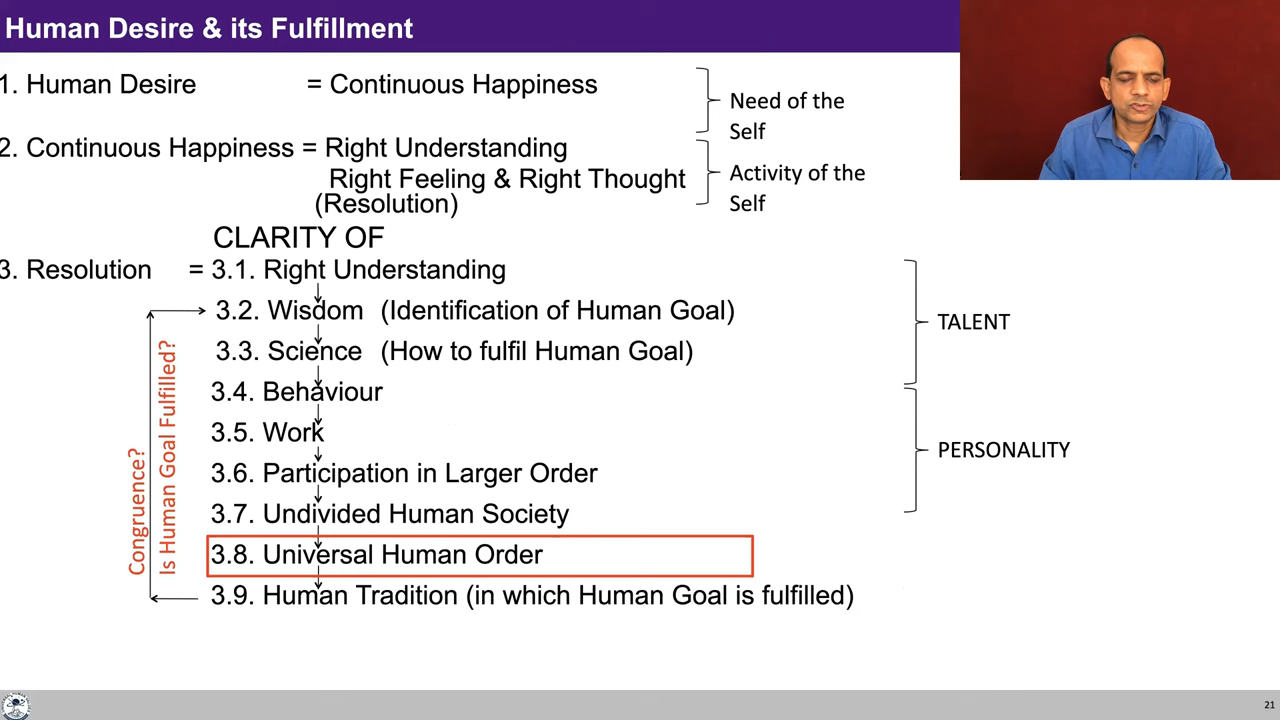 Human Desire & its Fulfillment
1. Human Desire = Continuous Happiness
Need of the
Self
2. Continuous Happiness = Right Understanding
Right Feeling & Right Thought
(Resolution)
Activity of the
Self
CLARITY OF
3. Resolution = 3.1. Right Understanding
3.2. Wisdom (Identification of Human Goal)
3.3. Science (How to fulfil Human Goal)
TALENT
3.4. Behaviour
3.5. Work
3.6. Participation in Larger Order
3.7. Undivided Human Society
PERSONALITY
3.8. Universal Human Order
3.9. Human Tradition (in which Human Goal is fulfilled)
Congruence?
Is Human Goal Fulfilled?
21